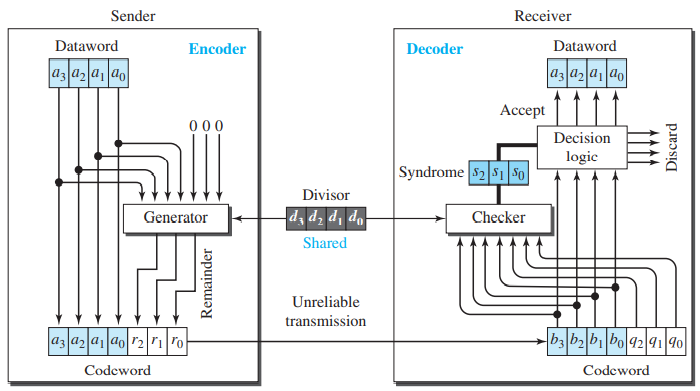 Sender
Receiver
Dataword
Encoder
a3 a2 a1 a0
0 0 0
Generator
Remainder
a3 a2 a1 a0 r2 r1 r0
Codeword
Divisor
d3 d2 d1 d0
Shared
Unreliable
transmission
Decoder
Dataword
a3 a2 a1 a0
Accept
Decision
logic
Discard
Syndrome s2 s1 s0
Checker
b3 b2 b1 b0 q2 q1 q0
Codeword